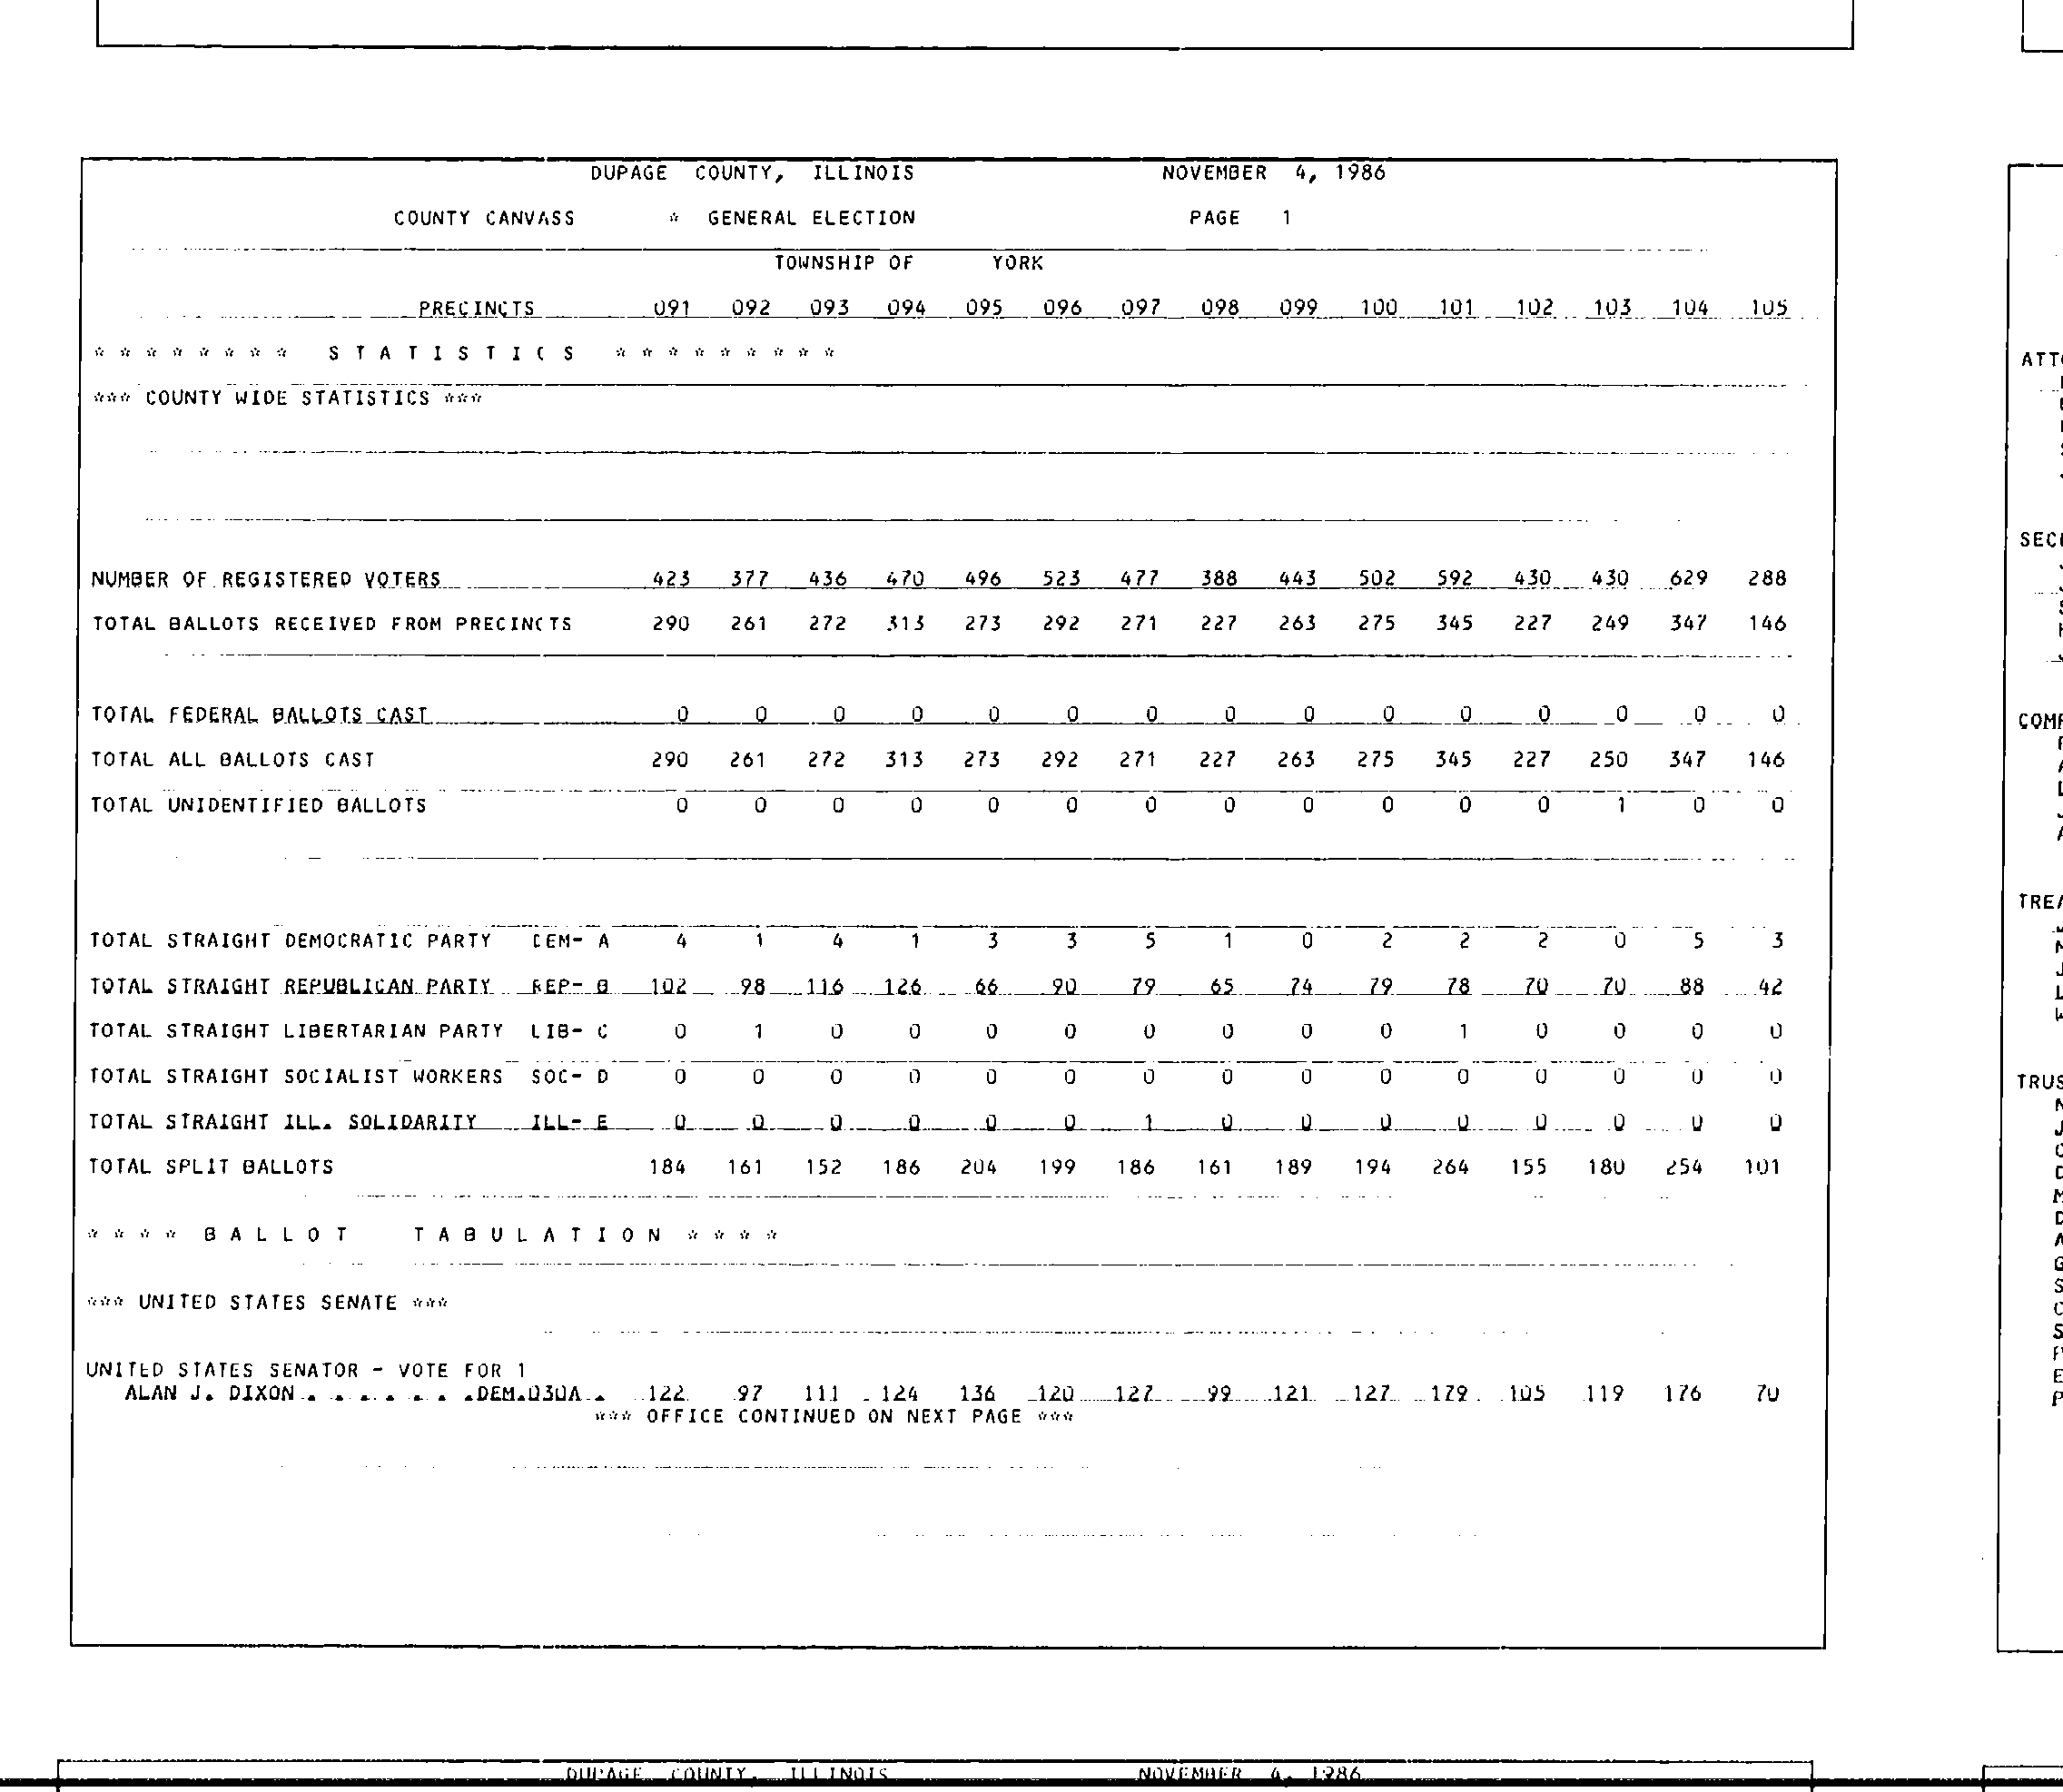 DUPAGE COUNTY, ILLINOIS NOVEMBER 4, 1986
COUNTY CANVASS * GENERAL ELECTION PAGE 1
TOWNSHIP OF YORK
PRECINCTS 091 092 093 094 095 096 097 098 099 100 101 102 103 104 105
* * * * * * * * S T A T I S T I C S * * * * * * * * *
*** COUNTY WIDE STATISTICS ***
NUMBER OF REGISTERED VOTERS 423 377 436 470 496 523 477 388 443 502 592 430 430 629 288
TOTAL BALLOTS RECEIVED FROM PRECINCTS 290 261 272 313 273 292 271 227 263 275 345 227 249 347 146
TOTAL FEDERAL BALLOTS CAST 0 0 0 0 0 0 0 0 0 0 0 0 0 0 0
TOTAL ALL BALLOTS CAST 290 261 272 313 273 292 271 227 263 275 345 227 250 347 146
TOTAL UNIDENTIFIED BALLOTS 0 0 0 0 0 0 0 0 0 0 0 0 1 0 0
TOTAL STRAIGHT DEMOCRATIC PARTY DEM- A 4 1 4 1 3 3 5 1 0 2 2 2 0 5 3
TOTAL STRAIGHT REPUBLICAN PARTY REP- B 102 98 116 126 66 90 79 65 74 79 78 70 70 88 42
TOTAL STRAIGHT LIBERTARIAN PARTY LIB- C 0 1 0 0 0 0 0 0 0 0 1 0 0 0 0
TOTAL STRAIGHT SOCIALIST WORKERS SOC- D 0 0 0 0 0 0 0 0 0 0 0 0 0 0 0
TOTAL STRAIGHT ILL. SOLIDARITY ILL- E 0 0 0 0 0 0 1 0 0 0 0 0 0 0 0
TOTAL SPLIT BALLOTS 184 161 152 186 204 199 186 161 189 194 264 155 180 254 101
* * * * B A L L O T T A B U L A T I O N * * * *
*** UNITED STATES SENATE ***
UNITED STATES SENATOR - VOTE FOR 1
ALAN J. DIXON . . . . . . .DEM.030A . 122 97 111 124 136 120 127 99 121 127 179 105 119 176 70
*** OFFICE CONTINUED ON NEXT PAGE ***
DUPAGE COUNTY, ILLINOIS NOVEMBER 4, 1986